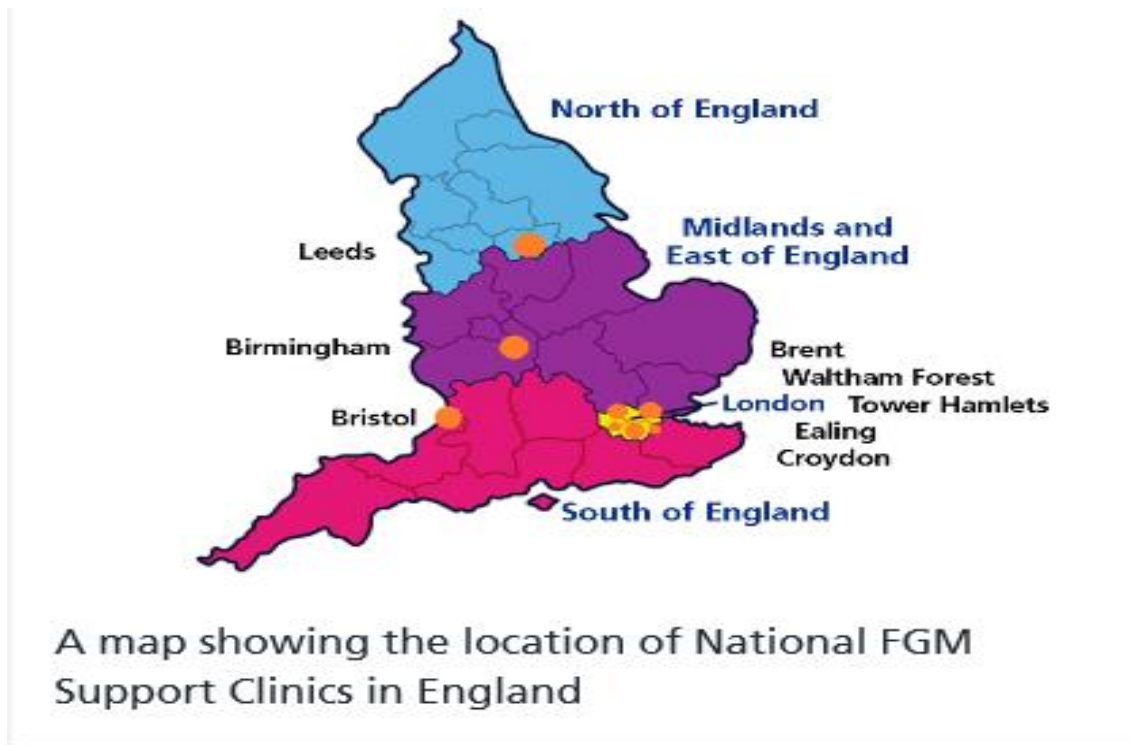 North of England
Midlands and
East of England
Leeds
Birmingham
Brent
Waltham Forest
London
Tower Hamlets
Bristol
Ealing
Croydon
South of England
A map showing the location of National FGM
Support Clinics in England